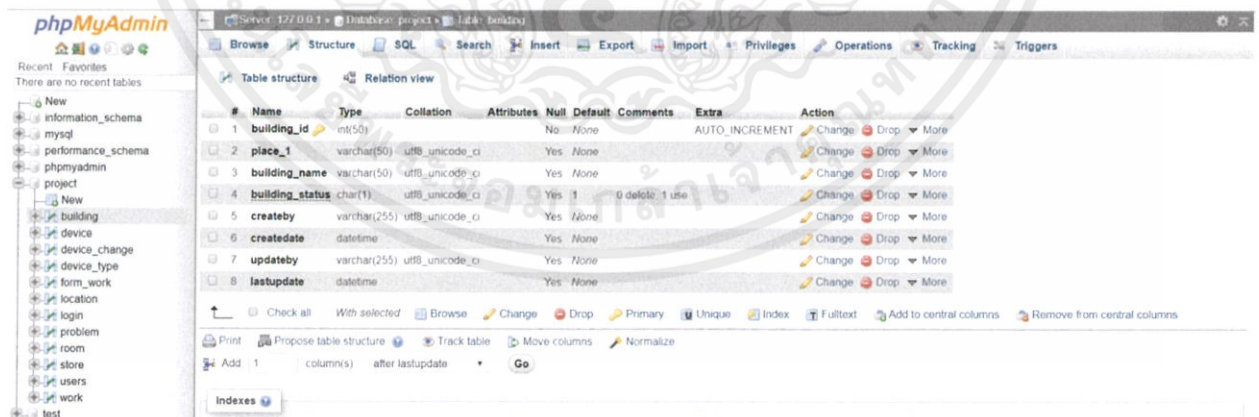 phpMyAdmin
Recent Favorites
There are no recent tables
New
information_schema
mysql
performance_schema
phpmyadmin
project
New
building
device
device_change
device_type
form_work
location
login
problem
room
store
users
work
test
Server: 127.0.0.1 » Database: project » Table: building
Browse Structure SQL Search Insert Export Import Privileges Operations Tracking Triggers
Table structure Relation view
# Name Type Collation Attributes Null Default Comments Extra Action
1 building_id int(50) No None AUTO_INCREMENT Change Drop More
2 place_1 varchar(50) utf8_unicode_ci Yes None Change Drop More
3 building_name varchar(50) utf8_unicode_ci Yes None Change Drop More
4 building_status char(1) utf8_unicode_ci Yes 1 0 delete 1 use Change Drop More
5 createby varchar(255) utf8_unicode_ci Yes None Change Drop More
6 createdate datetime Yes None Change Drop More
7 updateby varchar(255) utf8_unicode_ci Yes None Change Drop More
8 lastupdate datetime Yes None Change Drop More
Check all With selected Browse Change Drop Primary Unique Index Fulltext Add to central columns Remove from central columns
Print Propose table structure Track table Move columns Normalize
Add 1 column(s) after lastupdate Go
Indexes